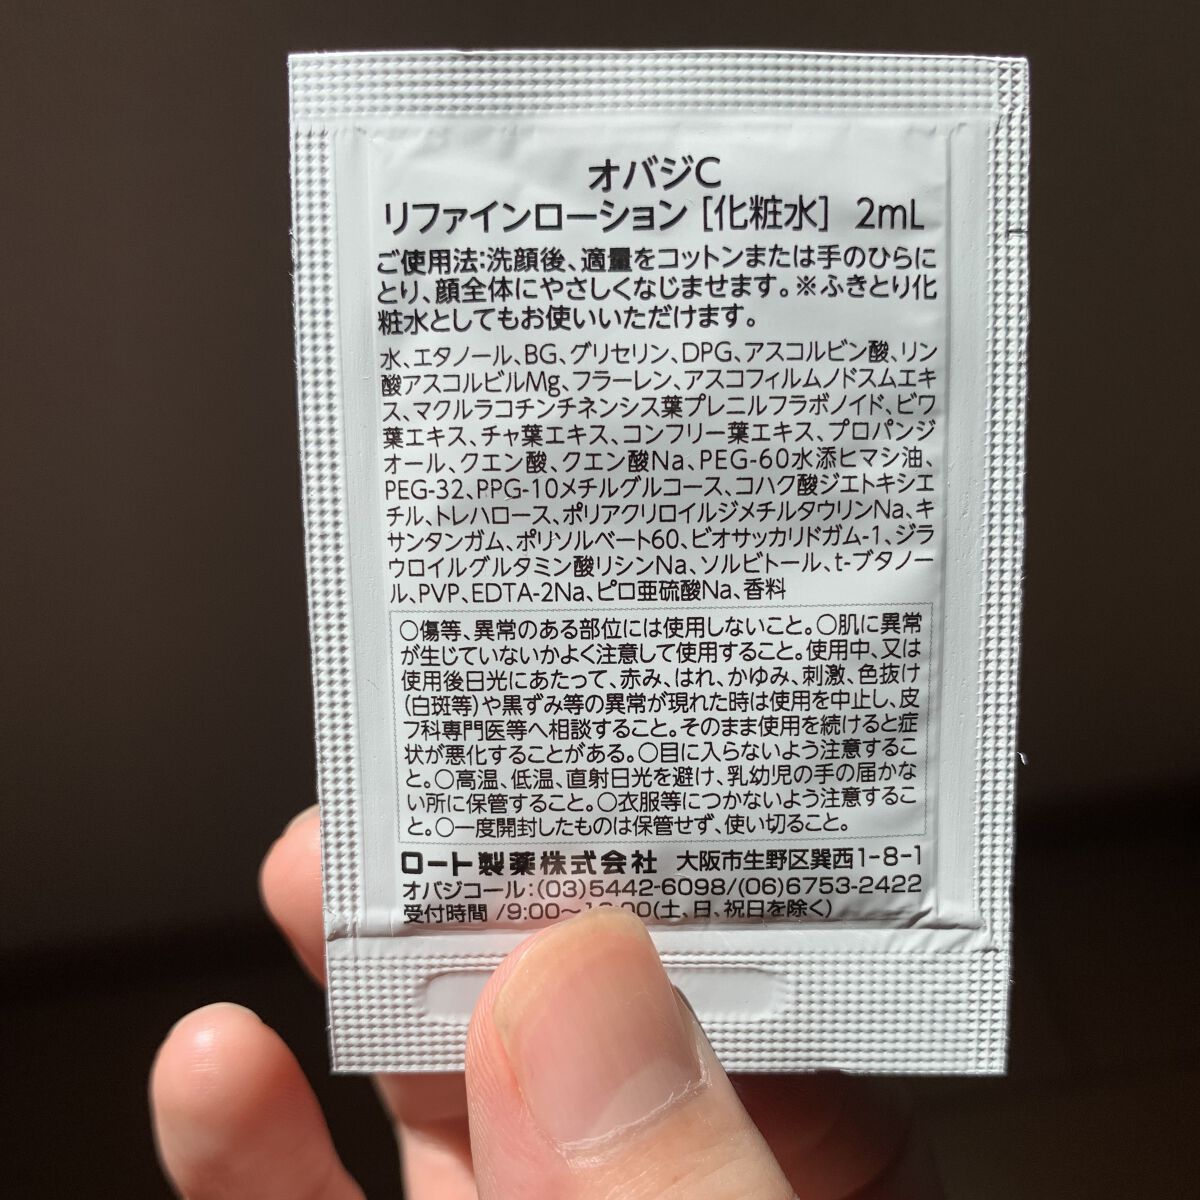 オバジC
リファインローション［化粧水］ 2mL
ご使用法:洗顔後、適量をコットンまたは手のひらに
とり、顔全体にやさしくなじませます。※ふきとり化
粧水としてもお使いいただけます。
水、エタノール、BG、グリセリン、DPG、アスコルビン酸、リン
酸アスコルビルMg、フラーレン、アスコフィルムノドスムエキ
ス、マクルラコチンチネンシス葉プレニルフラボノイド、ビワ
葉エキス、チャ葉エキス、コンフリー葉エキス、プロパンジ
オール、クエン酸、クエン酸Na、PEG-60水添ヒマシ油、
PEG-32、PPG-10メチルグルコース、コハク酸ジエトキシエ
チル、トレハロース、ポリアクリロイルジメチルタウリンNa、キ
サンタンガム、ポリソルベート60、ビオサッカリドガム-1、ジラ
ウロイルグルタミン酸リシンNa、ソルビトール、t-ブタノー
ル、PVP、EDTA-2Na、ピロ亜硫酸Na、香料
○傷等、異常のある部位には使用しないこと。○肌に異常
が生じていないかよく注意して使用すること。使用中、又は
使用後日光にあたって、赤み、はれ、かゆみ、刺激、色抜け
(白斑等)や黒ずみ等の異常が現れた時は使用を中止し、皮
フ科専門医等へ相談すること。そのまま使用を続けると症
状が悪化することがある。○目に入らないよう注意するこ
と。○高温、低温、直射日光を避け、乳幼児の手の届かな
い所に保管すること。○衣服等につかないよう注意するこ
と。○一度開封したものは保管せず、使い切ること。
ロート製薬株式会社 大阪市生野区巽西1-8-1
オバジコール:(03)5442-6098/(06)6753-2422
受付時間/9:00〜 (土、日、祝日を除く)